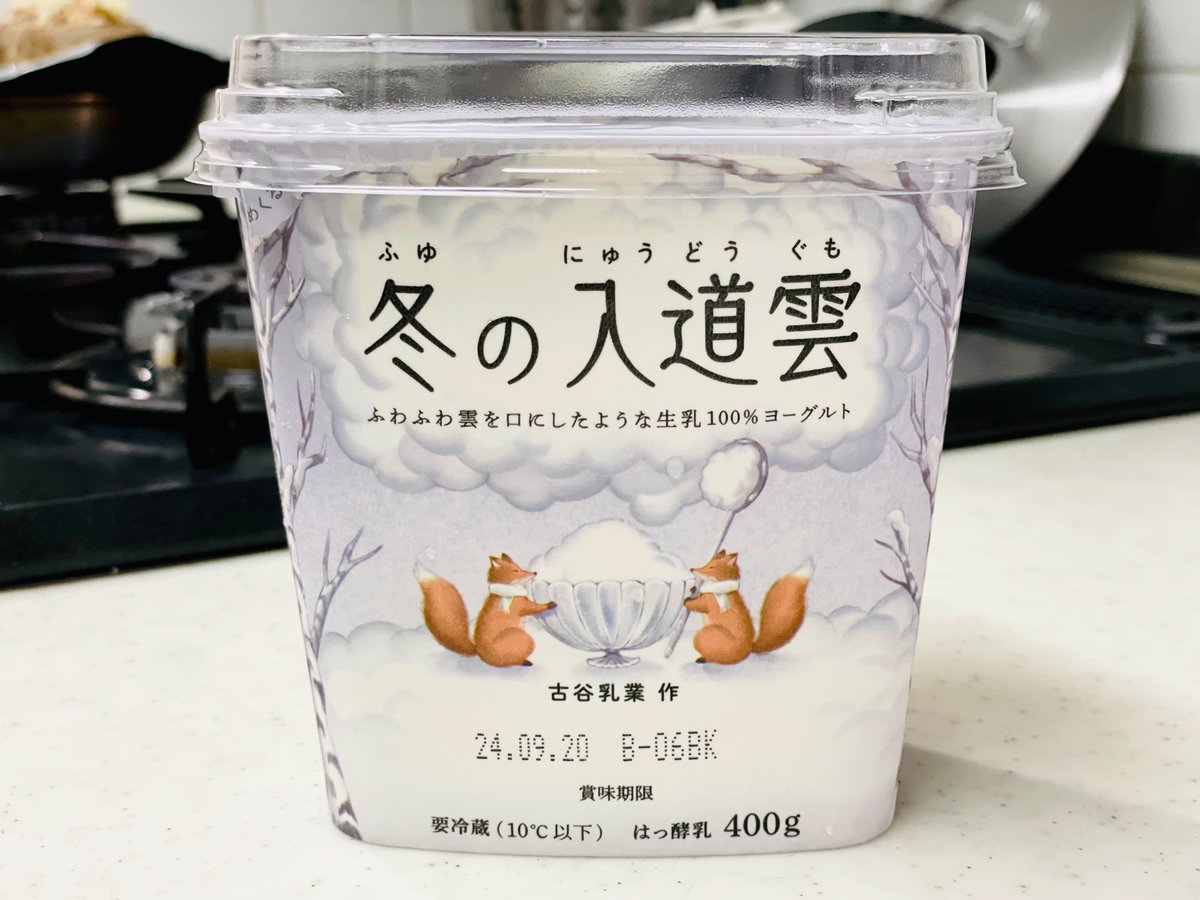 めくる
ふゆ にゅうどうぐも
冬の入道雲
ふわふわ雲を口にしたような生乳100%ヨーグルト
古谷乳業 作
24.09.20 B-06BK
賞味期限
要冷蔵(10℃以下) はっ酵乳 400g